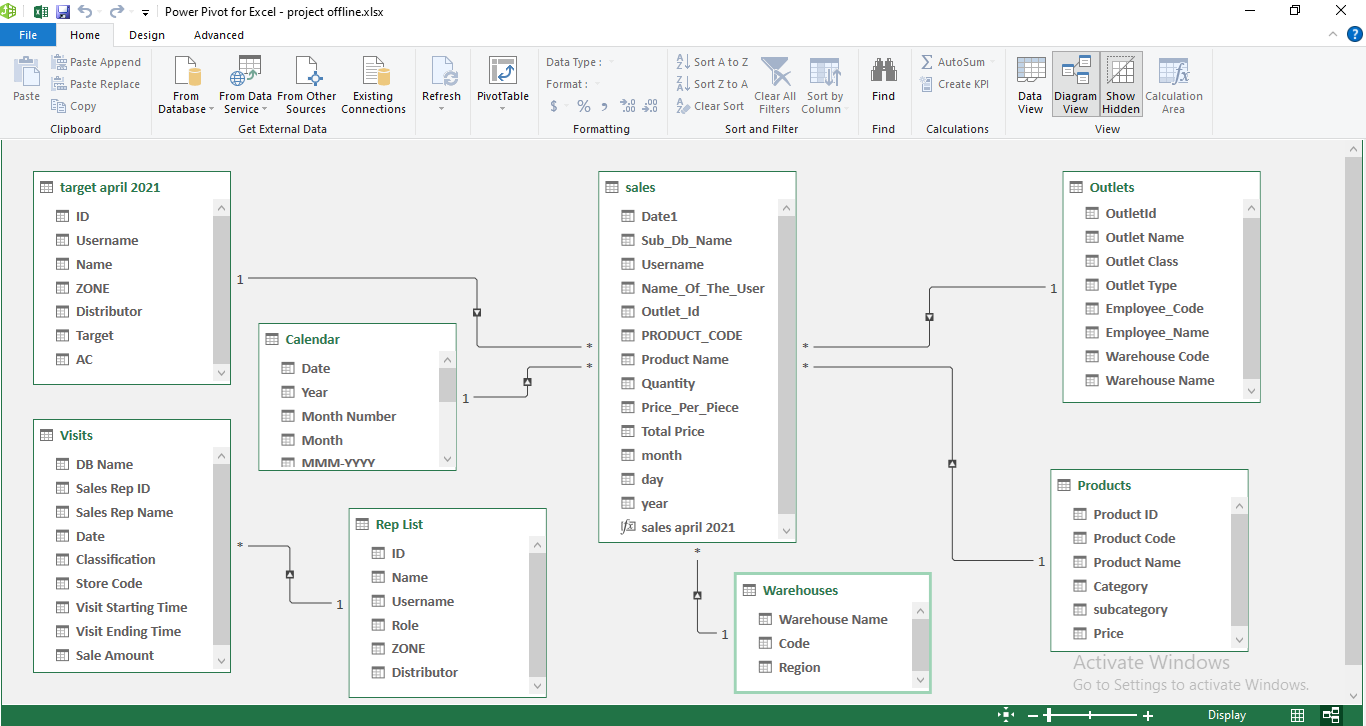 Power Pivot for Excel - project offline.xlsx
File Home Design Advanced
Paste
Paste Append
Paste Replace
Copy
Clipboard
From Database
From Data Service
From Other Sources
Existing Connections
Get External Data
Refresh
PivotTable
Data Type :
Format :
$ % ,
Formatting
Sort A to Z
Sort Z to A
Clear Sort
Clear All Filters
Sort by Column
Sort and Filter
Find
Find
AutoSum
Create KPI
Calculations
Data View
Diagram View
Show Hidden
Calculation Area
View
target april 2021
ID
Username
Name
ZONE
Distributor
Target
AC
1
*
Calendar
Date
Year
Month Number
Month
MMM-YYYY
1
*
Visits
DB Name
Sales Rep ID
Sales Rep Name
Date
Classification
Store Code
Visit Starting Time
Visit Ending Time
Sale Amount
*
1
Rep List
ID
Name
Username
Role
ZONE
Distributor
sales
Date1
Sub_Db_Name
Username
Name_Of_The_User
Outlet_Id
PRODUCT_CODE
Product Name
Quantity
Price_Per_Piece
Total Price
month
day
year
sales april 2021
*
1
Warehouses
Warehouse Name
Code
Region
*
1
Outlets
OutletId
Outlet Name
Outlet Class
Outlet Type
Employee_Code
Employee_Name
Warehouse Code
Warehouse Name
*
1
Products
Product ID
Product Code
Product Name
Category
subcategory
Price
Activate Windows
Go to Settings to activate Windows.
Display